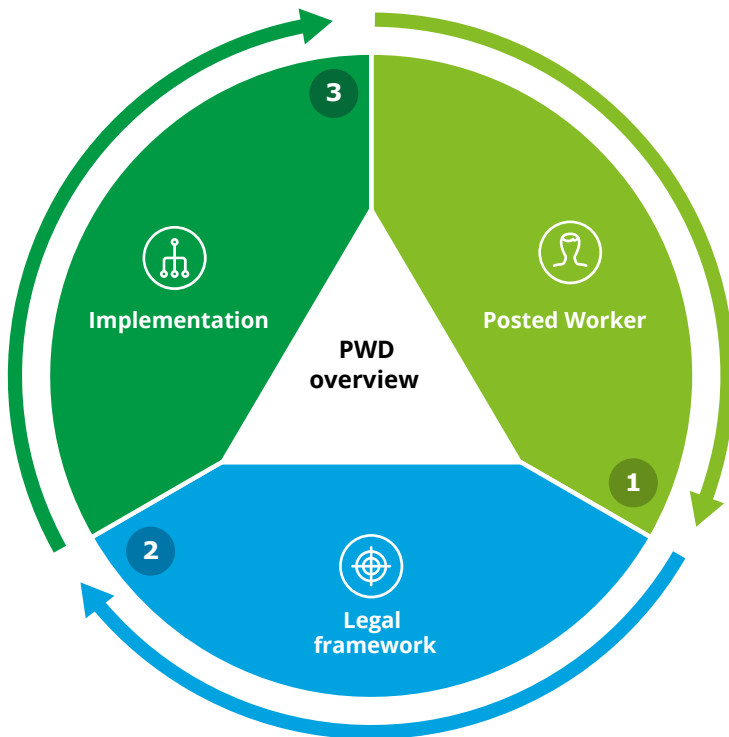 PWD
overview
Posted Worker
1
Legal
framework
2
Implementation
3